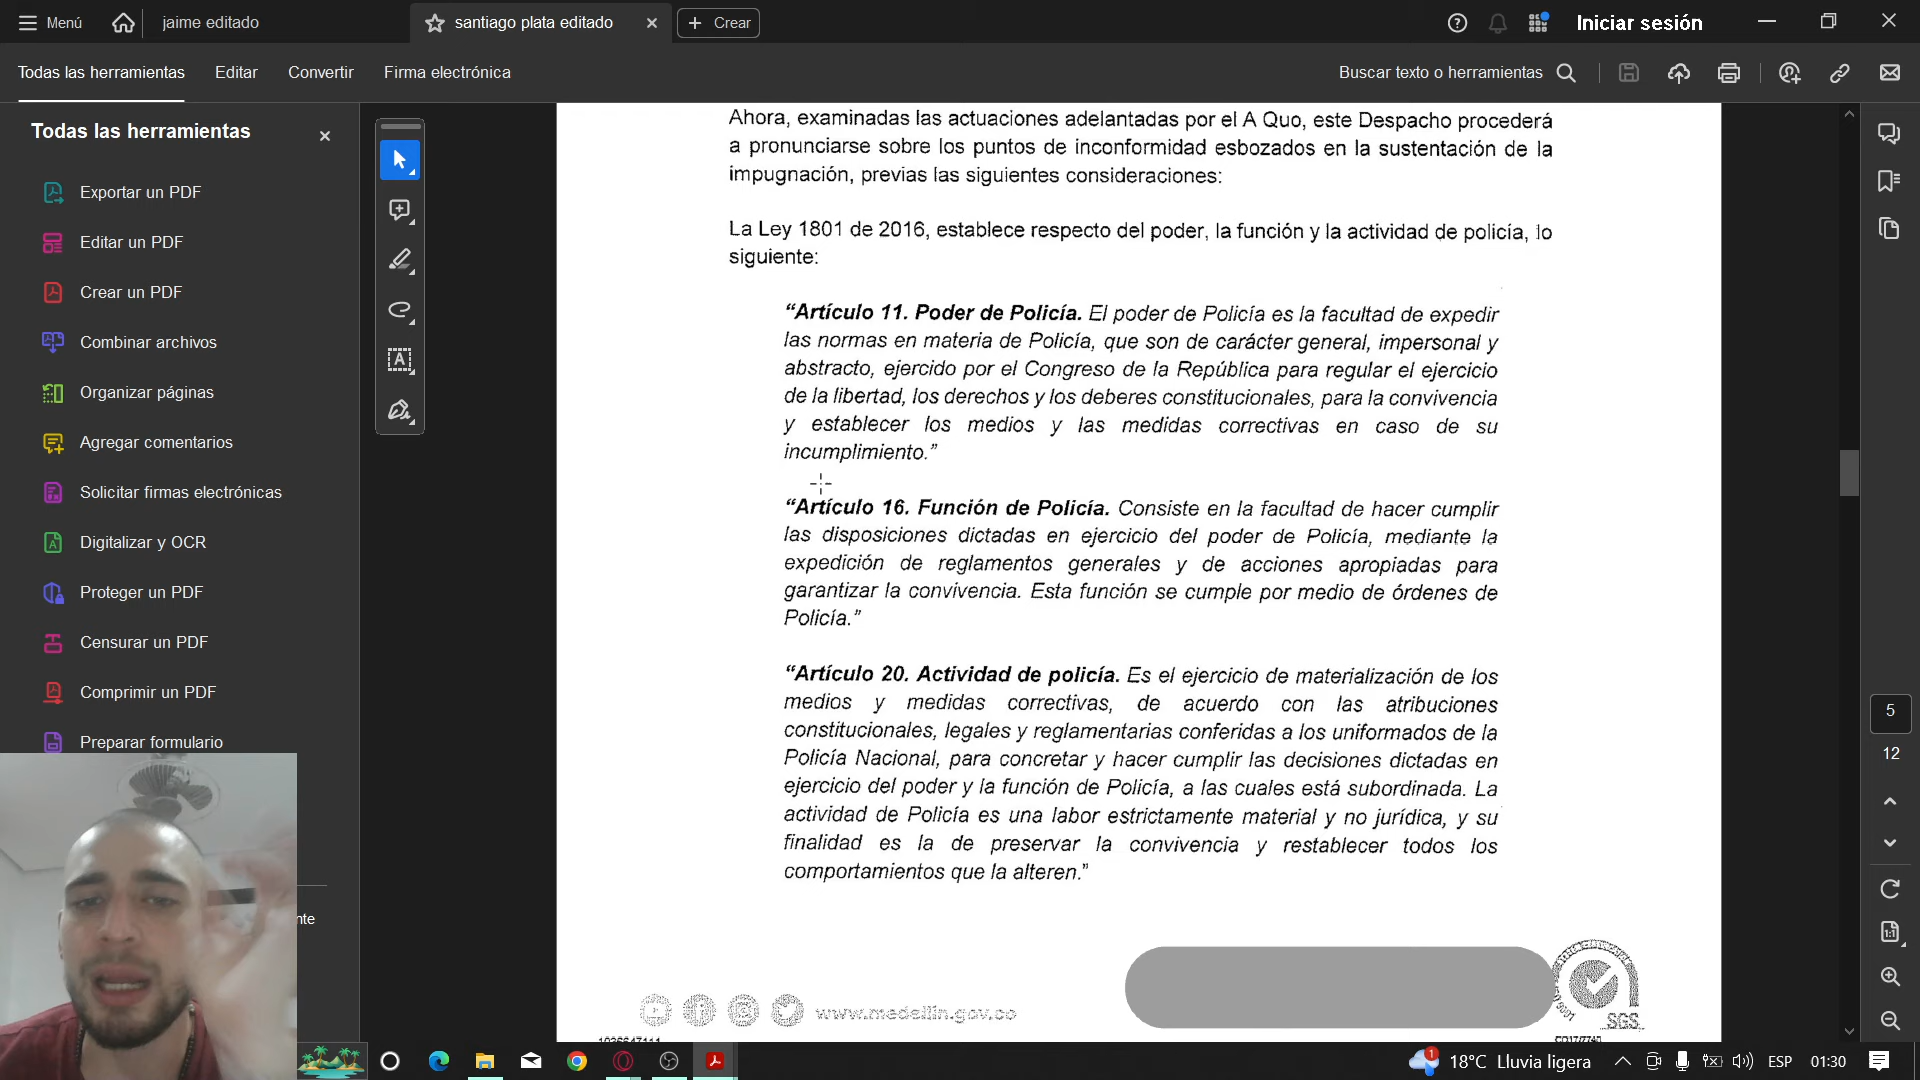 Menú
jaime editado
santiago plata editado
Crear
Iniciar sesión
Todas las herramientas
Editar
Convertir
Firma electrónica
Buscar texto o herramientas
Todas las herramientas
Exportar un PDF
Editar un PDF
Crear un PDF
Combinar archivos
Organizar páginas
Agregar comentarios
Solicitar firmas electrónicas
Digitalizar y OCR
Proteger un PDF
Censurar un PDF
Comprimir un PDF
Preparar formulario
nte
Ahora, examinadas las actuaciones adelantadas por el A Quo, este Despacho procederá
a pronunciarse sobre los puntos de inconformidad esbozados en la sustentación de la
impugnación, previas las siguientes consideraciones:
La Ley 1801 de 2016, establece respecto del poder, la función y la actividad de policía, lo
siguiente:
“Artículo 11. Poder de Policía. El poder de Policía es la facultad de expedir
las normas en materia de Policía, que son de carácter general, impersonal y
abstracto, ejercido por el Congreso de la República para regular el ejercicio
de la libertad, los derechos y los deberes constitucionales, para la convivencia
y establecer los medios y las medidas correctivas en caso de su
incumplimiento.”
“Artículo 16. Función de Policía. Consiste en la facultad de hacer cumplir
las disposiciones dictadas en ejercicio del poder de Policía, mediante la
expedición de reglamentos generales y de acciones apropiadas para
garantizar la convivencia. Esta función se cumple por medio de órdenes de
Policía.”
“Artículo 20. Actividad de policía. Es el ejercicio de materialización de los
medios y medidas correctivas, de acuerdo con las atribuciones
constitucionales, legales y reglamentarias conferidas a los uniformados de la
Policía Nacional, para concretar y hacer cumplir las decisiones dictadas en
ejercicio del poder y la función de Policía, a las cuales está subordinada. La
actividad de Policía es una labor estrictamente material y no jurídica, y su
finalidad es la de preservar la convivencia y restablecer todos los
comportamientos que la alteren.”
www.medellin.gov.co
SGS
5
12
1
18°C Lluvia ligera
ESP
01:30